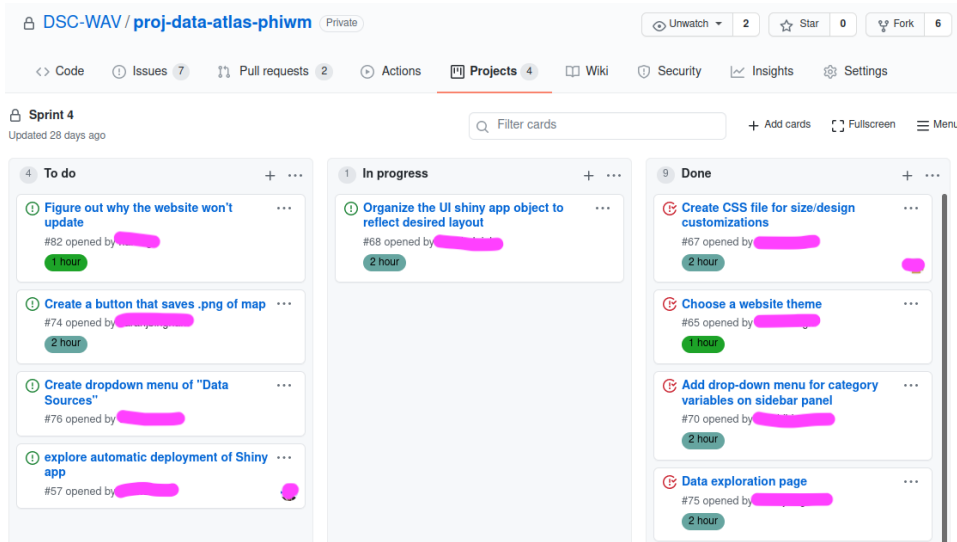 DSC-WAV / proj-data-atlas-phiwm Private
Unwatch 2 Star 0 Fork 6
Code Issues 7 Pull requests 2 Actions Projects 4 Wiki Security Insights Settings
Sprint 4
Updated 28 days ago
Filter cards
Add cards Fullscreen Menu
4 To do
Figure out why the website won't
update
#82 opened by
1 hour
Create a button that saves .png of map
#74 opened by
2 hour
Create dropdown menu of "Data
Sources"
#76 opened by
explore automatic deployment of Shiny
app
#57 opened by
1 In progress
Organize the UI shiny app object to
reflect desired layout
#68 opened by
2 hour
9 Done
Create CSS file for size/design
customizations
#67 opened by
2 hour
Choose a website theme
#65 opened by
1 hour
Add drop-down menu for category
variables on sidebar panel
#70 opened by
2 hour
Data exploration page
#75 opened by
2 hour